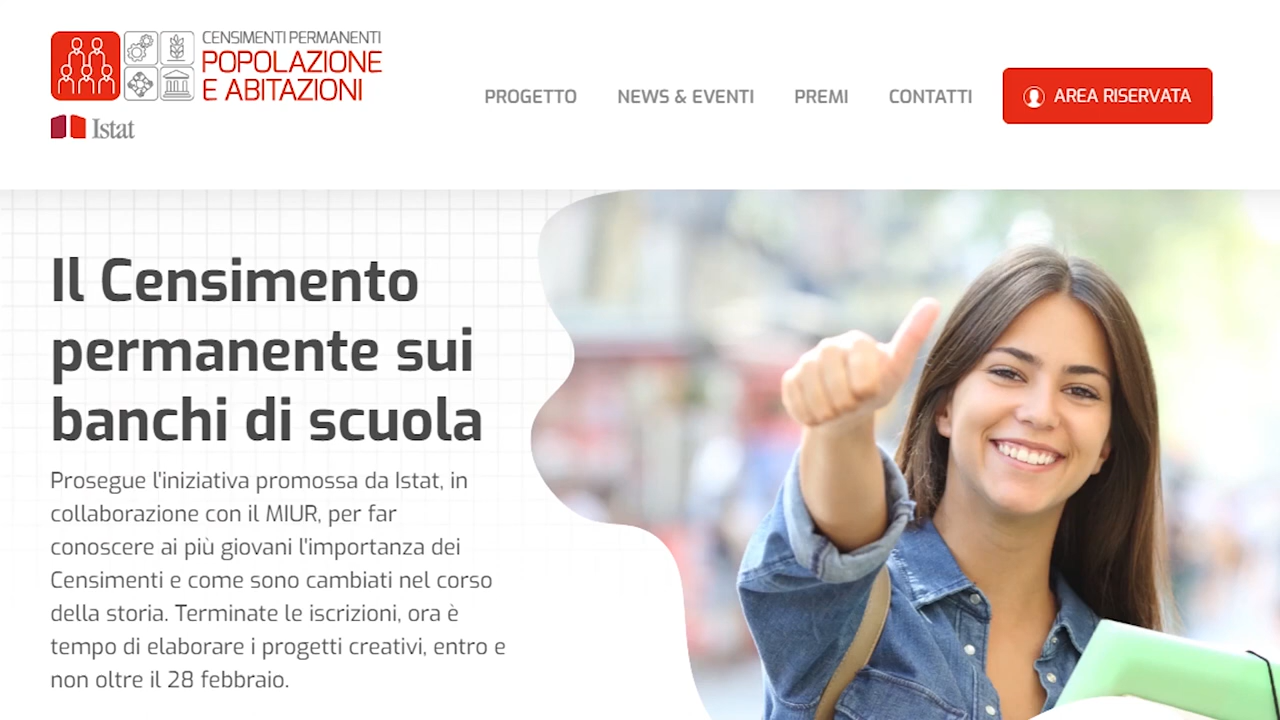 CENSIMENTI PERMANENTI
POPOLAZIONE
E ABITAZIONI
Istat
PROGETTO
NEWS & EVENTI
PREMI
CONTATTI
AREA RISERVATA
Il Censimento
permanente sui
banchi di scuola
Prosegue l'iniziativa promossa da Istat, in
collaborazione con il MIUR, per far
conoscere ai più giovani l'importanza dei
Censimenti e come sono cambiati nel corso
della storia. Terminate le iscrizioni, ora è
tempo di elaborare i progetti creativi, entro e
non oltre il 28 febbraio.